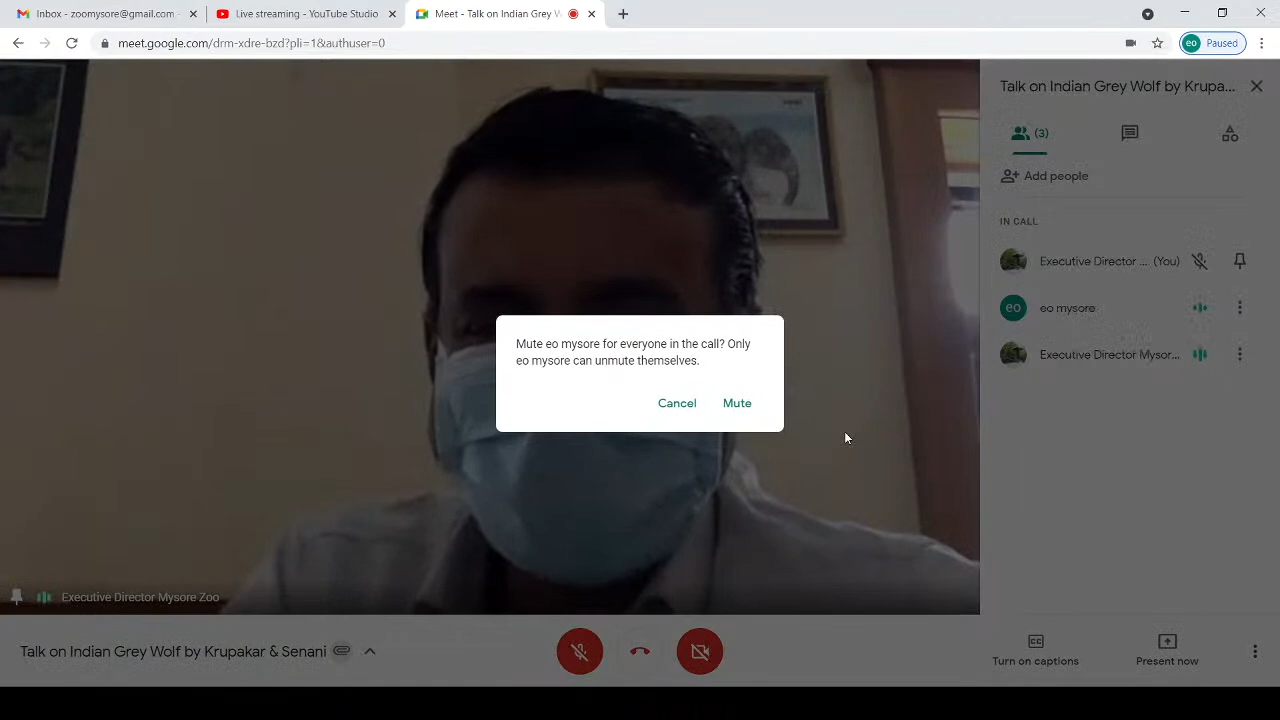 Inbox - zoomysore@gmail.com
Live streaming - YouTube Studio
Meet - Talk on Indian Grey W
meet.google.com/drm-xdre-bzd?pli=1&authuser=0
eo Paused
Talk on Indian Grey Wolf by Krupa...
(3)
Add people
IN CALL
Executive Director ... (You)
eo eo mysore
Executive Director Mysor...
Mute eo mysore for everyone in the call? Only
eo mysore can unmute themselves.
Cancel Mute
Executive Director Mysore Zoo
Talk on Indian Grey Wolf by Krupakar & Senani
CC
Turn on captions
Present now